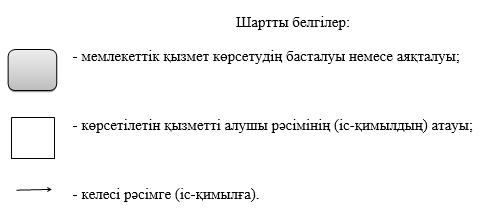 Шартты белгілер:
- мемлекеттік қызмет көрсетудің басталуы немесе аяқталуы;
- көрсетілетін қызметті алушы рәсімінің (іс-қимылдың) атауы;
- келесі рәсімге (іс-қимылға).